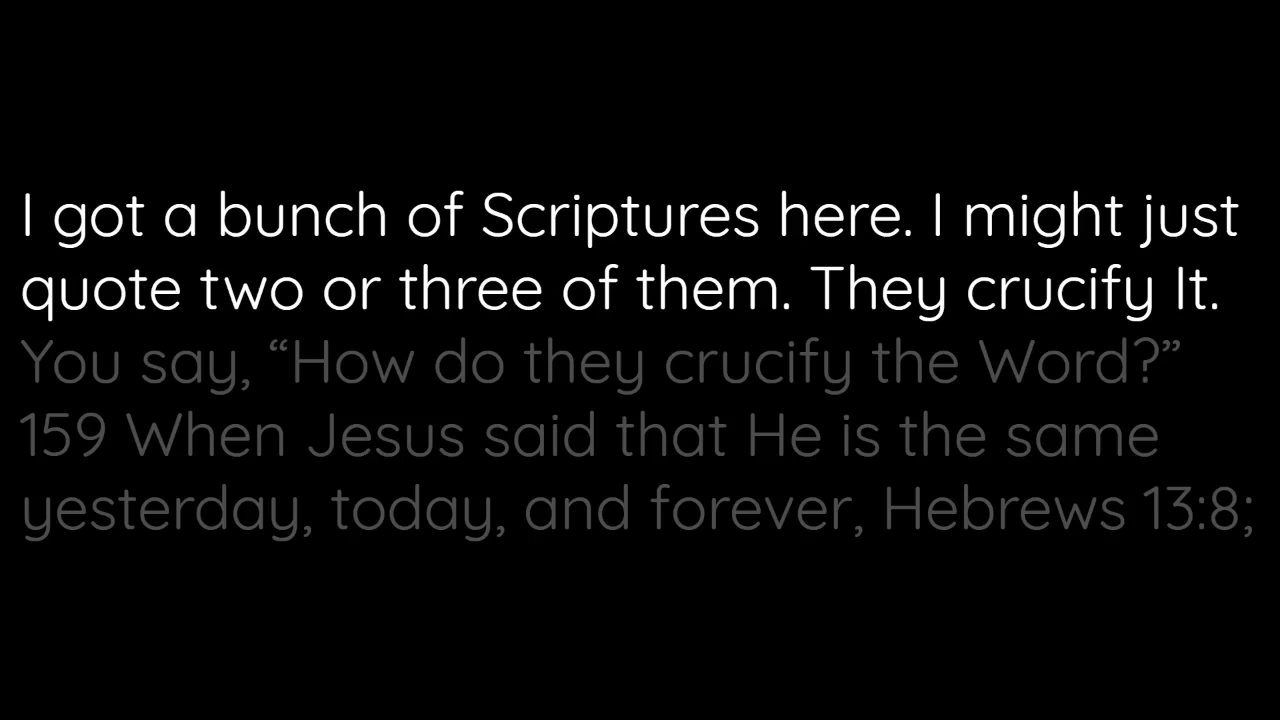 I got a bunch of Scriptures here. I might just
quote two or three of them. They crucify It.
You say, “How do they crucify the Word?”
159 When Jesus said that He is the same
yesterday, today, and forever, Hebrews 13:8;